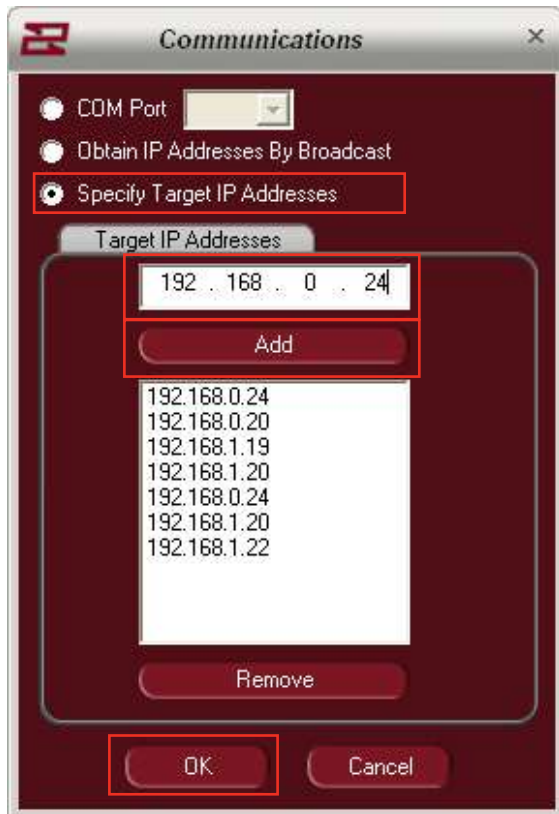 Communications
COM Port
Obtain IP Addresses By Broadcast
Specify Target IP Addresses
Target IP Addresses
192 . 168 . 0 . 24
Add
192.168.0.24
192.168.0.20
192.168.1.19
192.168.1.20
192.168.0.24
192.168.1.20
192.168.1.22
Remove
OK Cancel